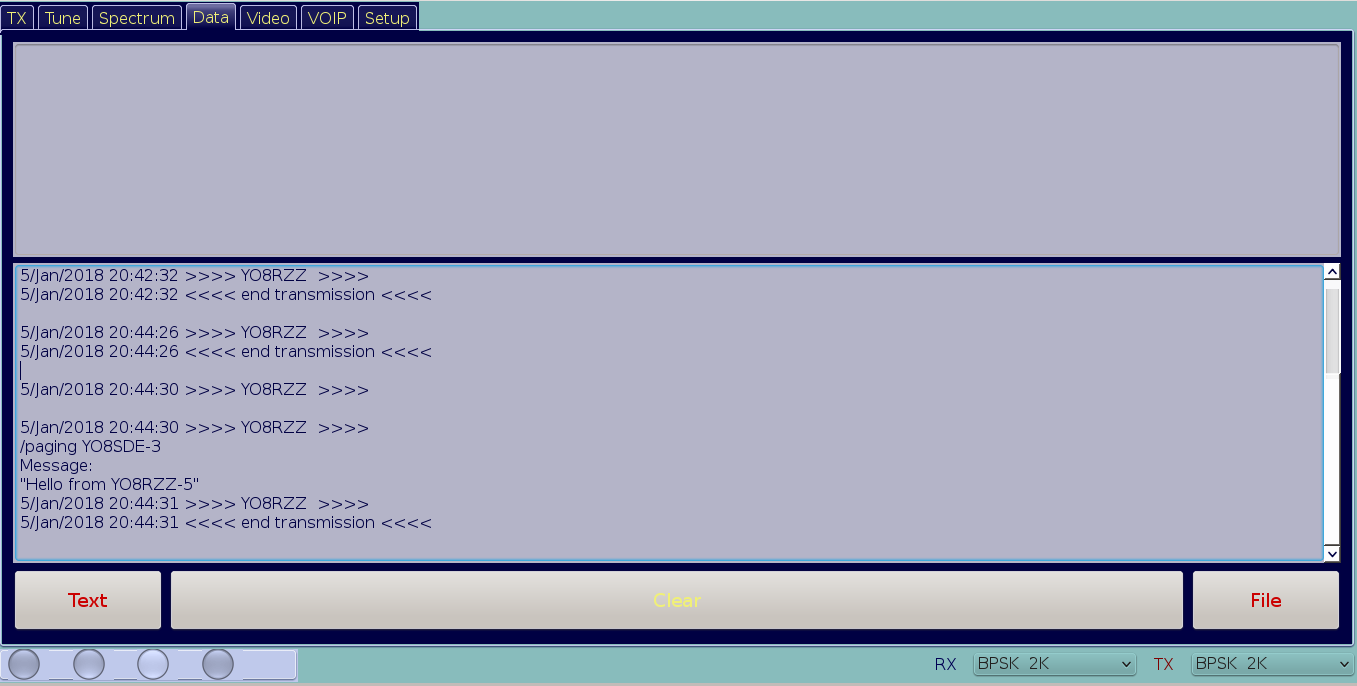 TX Tune Spectrum Data Video VOIP Setup
5/Jan/2018 20:42:32 >>>> YO8RZZ  >>>>
5/Jan/2018 20:42:32 <<<< end transmission <<<<
5/Jan/2018 20:44:26 >>>> YO8RZZ  >>>>
5/Jan/2018 20:44:26 <<<< end transmission <<<<
5/Jan/2018 20:44:30 >>>> YO8RZZ  >>>>
5/Jan/2018 20:44:30 >>>> YO8RZZ  >>>>
/paging YO8SDE-3
Message:
"Hello from YO8RZZ-5"
5/Jan/2018 20:44:31 >>>> YO8RZZ  >>>>
5/Jan/2018 20:44:31 <<<< end transmission <<<<
Text Clear File
RX BPSK 2K TX BPSK 2K